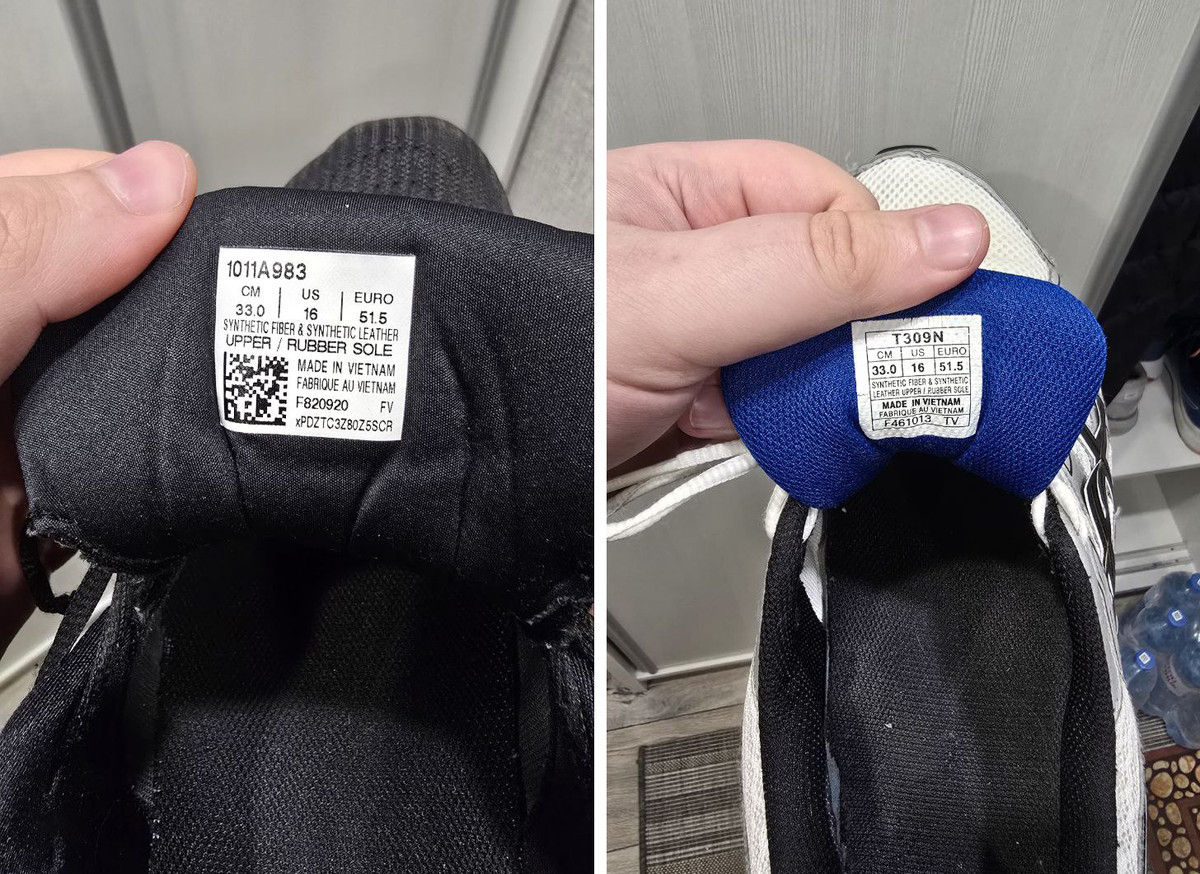 1011A983
CM US EURO
33.0 16 51.5
SYNTHETIC FIBER & SYNTHETIC LEATHER
UPPER / RUBBER SOLE
MADE IN VIETNAM
FABRIQUE AU VIETNAM
F820920 FV
xPDZTC3Z80Z5SCR
T309N
CM US EURO
33.0 16 51.5
SYNTHETIC FIBER & SYNTHETIC
LEATHER UPPER / RUBBER SOLE
MADE IN VIETNAM
FABRIQUE AU VIETNAM
F461013 TV